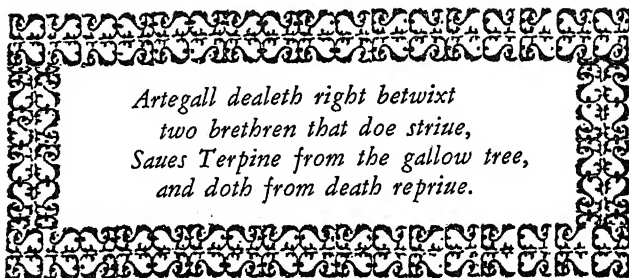 Artegall dealeth right betwixt
two brethren that doe striue,
Saues Terpine from the gallow tree,
and doth from death repriue.